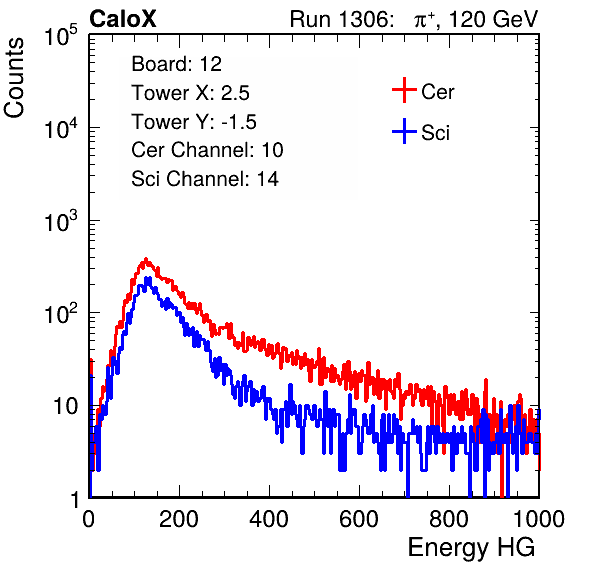 CaloX Run 1306: π⁺, 120 GeV
Counts
10⁵
10⁴
10³
10²
10
1
Board: 12
Tower X: 2.5
Tower Y: -1.5
Cer Channel: 10
Sci Channel: 14
Cer
Sci
0 200 400 600 800 1000
Energy HG